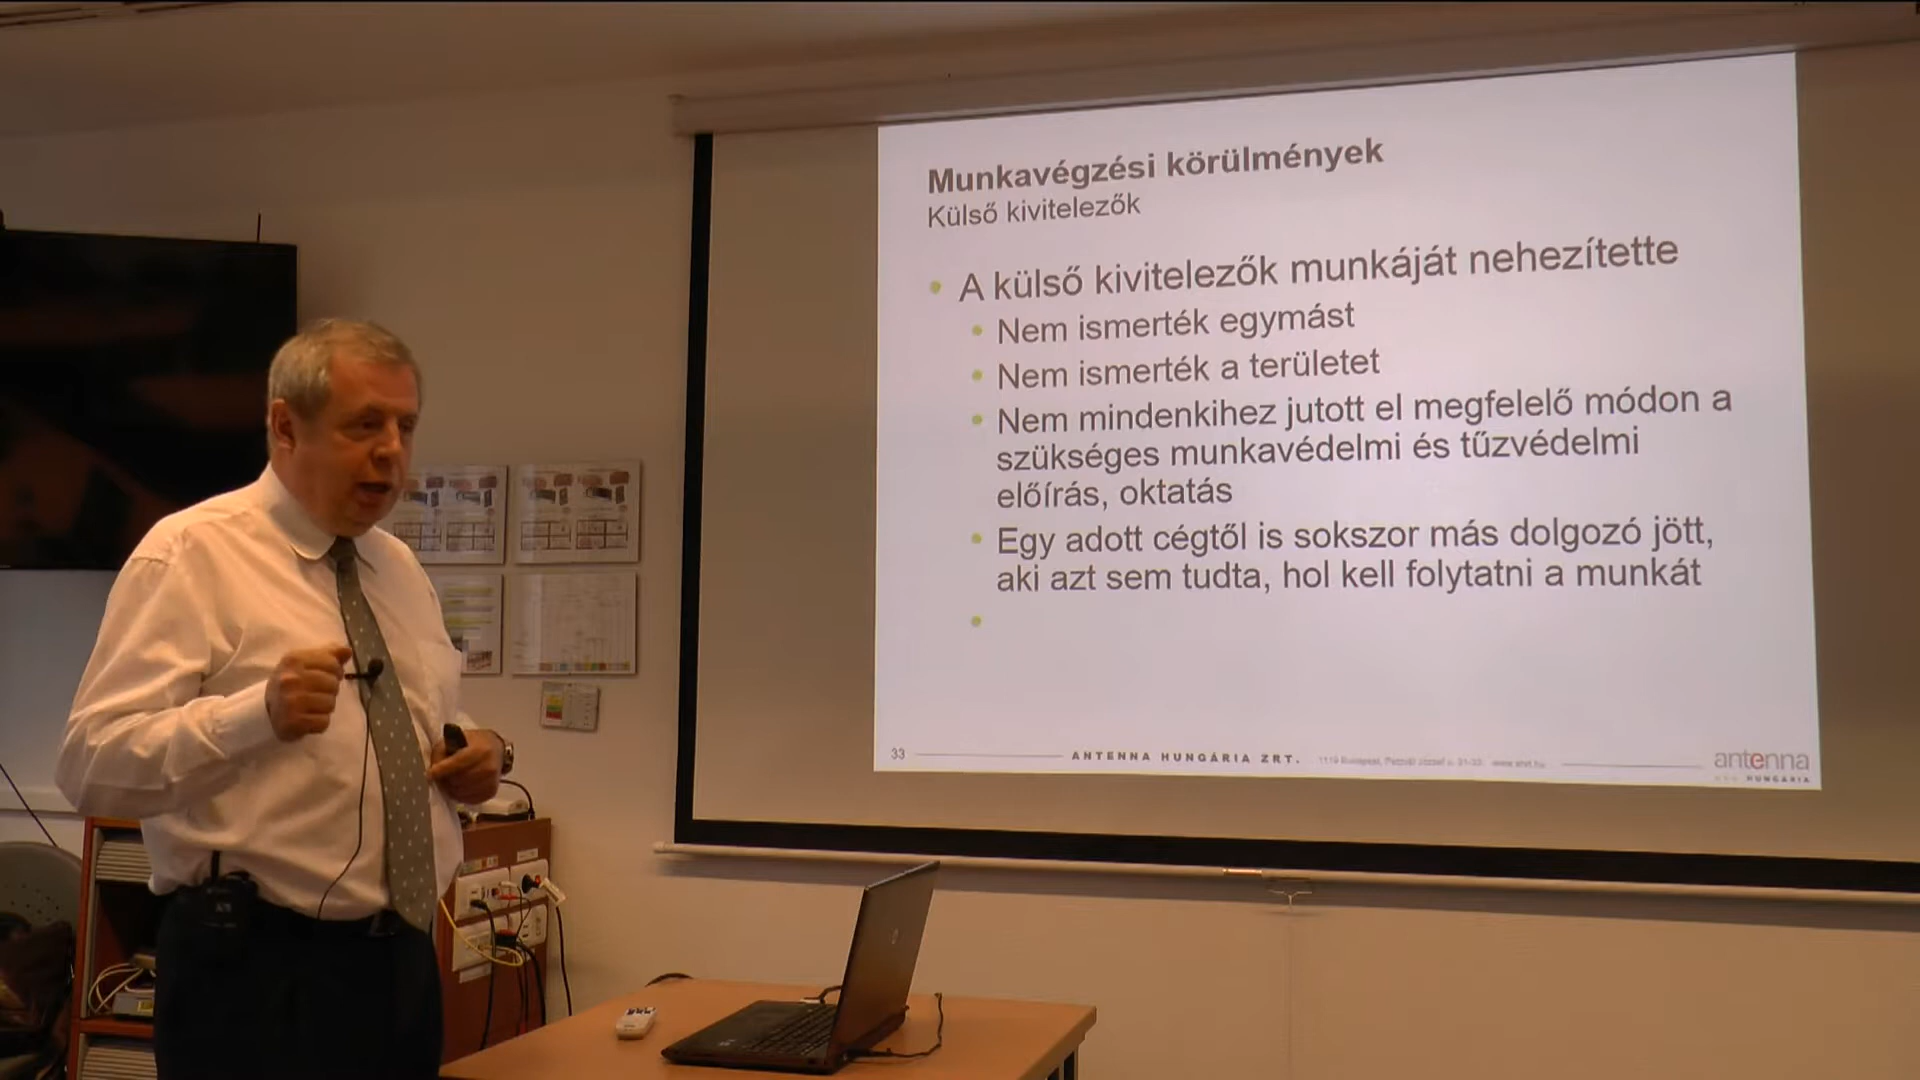 Munkavégzési körülmények
Külső kivitelezők
A külső kivitelezők munkáját nehezítette
Nem ismerték egymást
Nem ismerték a területet
Nem mindenkihez jutott el megfelelő módon a
szükséges munkavédelmi és tűzvédelmi
előírás, oktatás
Egy adott cégtől is sokszor más dolgozó jött,
aki azt sem tudta, hol kell folytatni a munkát
33
ANTENNA HUNGÁRIA ZRT.
antenna
HUNGÁRIA